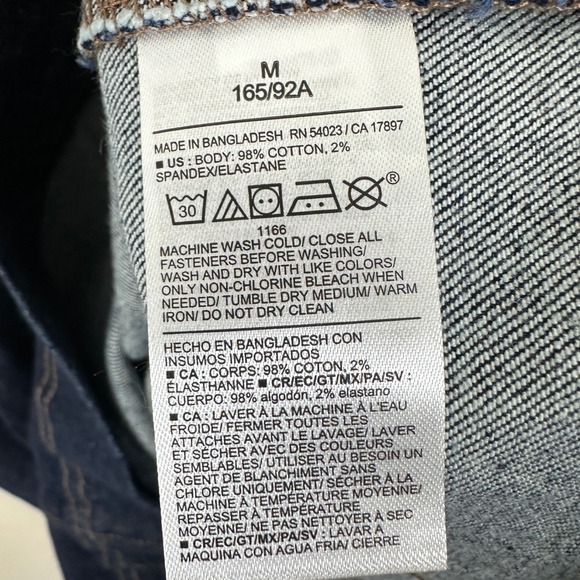 M
165/92A
MADE IN BANGLADESH RN 54023 / CA 17897
■ US : BODY: 98% COTTON, 2%
SPANDEX/ELASTANE
30 ®
1166
MACHINE WASH COLD/ CLOSE ALL
FASTENERS BEFORE WASHING/
WASH AND DRY WITH LIKE COLORS/
ONLY NON-CHLORINE BLEACH WHEN
NEEDED/ TUMBLE DRY MEDIUM/ WARM
IRON/ DO NOT DRY CLEAN
HECHO EN BANGLADESH CON
INSUMOS IMPORTADOS
■ CA : CORPS: 98% COTON, 2%
ÉLASTHANNE ■ CR/EC/GT/MX/PA/SV :
CUERPO: 98% algodón, 2% elastano
■ CA : LAVER À LA MACHINE À L'EAU
FROIDE/ FERMER TOUTES LES
ATTACHES AVANT LE LAVAGE/ LAVER
ET SÉCHER AVEC DES COULEURS
SEMBLABLES/ UTILISER AU BESOIN UN
AGENT DE BLANCHIMENT SANS
CHLORE UNIQUEMENT/ SÉCHER À LA
MACHINE À TEMPÉRATURE MOYENNE/
REPASSER À TEMPÉRATURE
MOYENNE/ NE PAS NETTOYER À SEC
■ CR/EC/GT/MX/PA/SV : LAVAR A
MAQUINA CON AGUA FRIA/ CIERRE